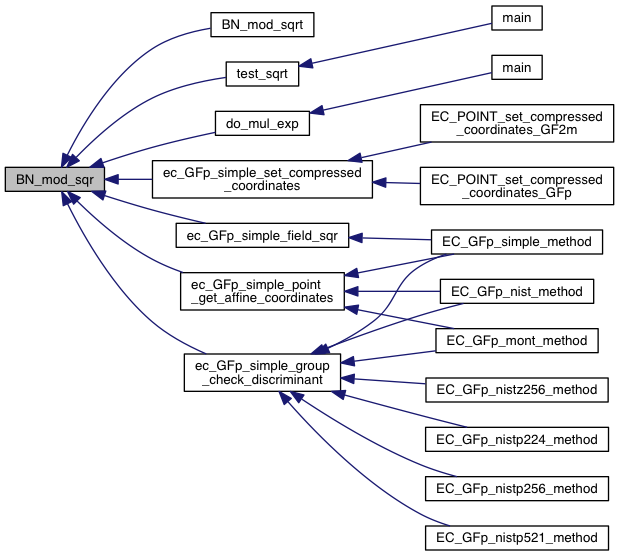 BN_mod_sqrt
main
test_sqrt
main
do_mul_exp
EC_POINT_set_compressed
_coordinates_GF2m
BN_mod_sqr
ec_GFp_simple_set_compressed
_coordinates
EC_POINT_set_compressed
_coordinates_GFp
ec_GFp_simple_field_sqr
EC_GFp_simple_method
ec_GFp_simple_point
_get_affine_coordinates
EC_GFp_nist_method
EC_GFp_mont_method
ec_GFp_simple_group
_check_discriminant
EC_GFp_nistz256_method
EC_GFp_nistp224_method
EC_GFp_nistp256_method
EC_GFp_nistp521_method